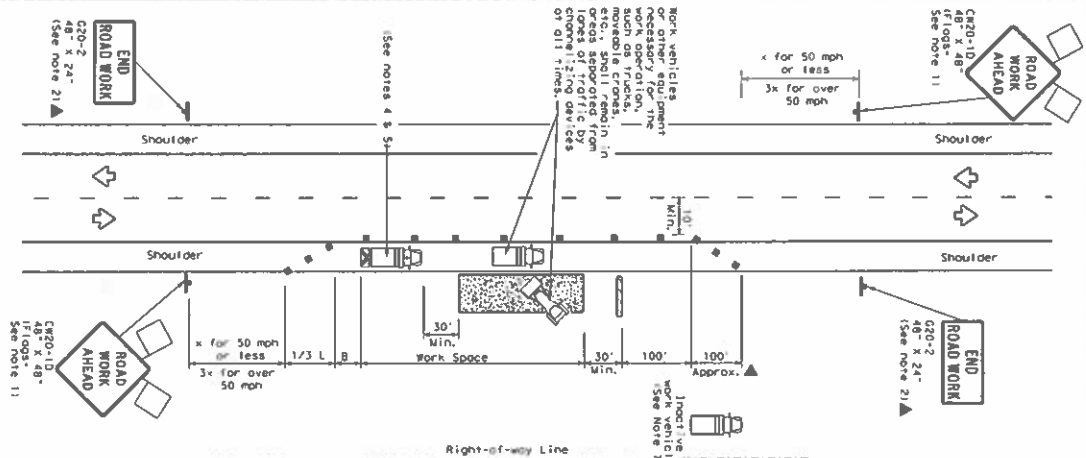 END
ROAD WORK
G20-2
48" X 24"
(See note 2)
Work vehicles
or other equipment
necessary for the
work operation,
such as trucks,
moveable cranes,
etc., shall remain in
areas separated from
lanes of traffic by
channelizing devices
at all times.
(See notes 4 & 5)
x for 50 mph
or less
3x for over
50 mph
CW20-1D
48" X 48"
(Flags-
See note 1)
ROAD
WORK
AHEAD
Shoulder
Shoulder
10'
Min.
Shoulder
Shoulder
CW20-1D
48" X 48"
(Flags-
See note 1)
ROAD
WORK
AHEAD
x for 50 mph
or less
3x for over
50 mph
1/3 L
B
30'
Min.
Work Space
30'
Min.
100'
100'
Approx.
END
ROAD WORK
G20-2
48" X 24"
(See note 2)
Inactive
work vehicl
(See Note
Right-of-way Line